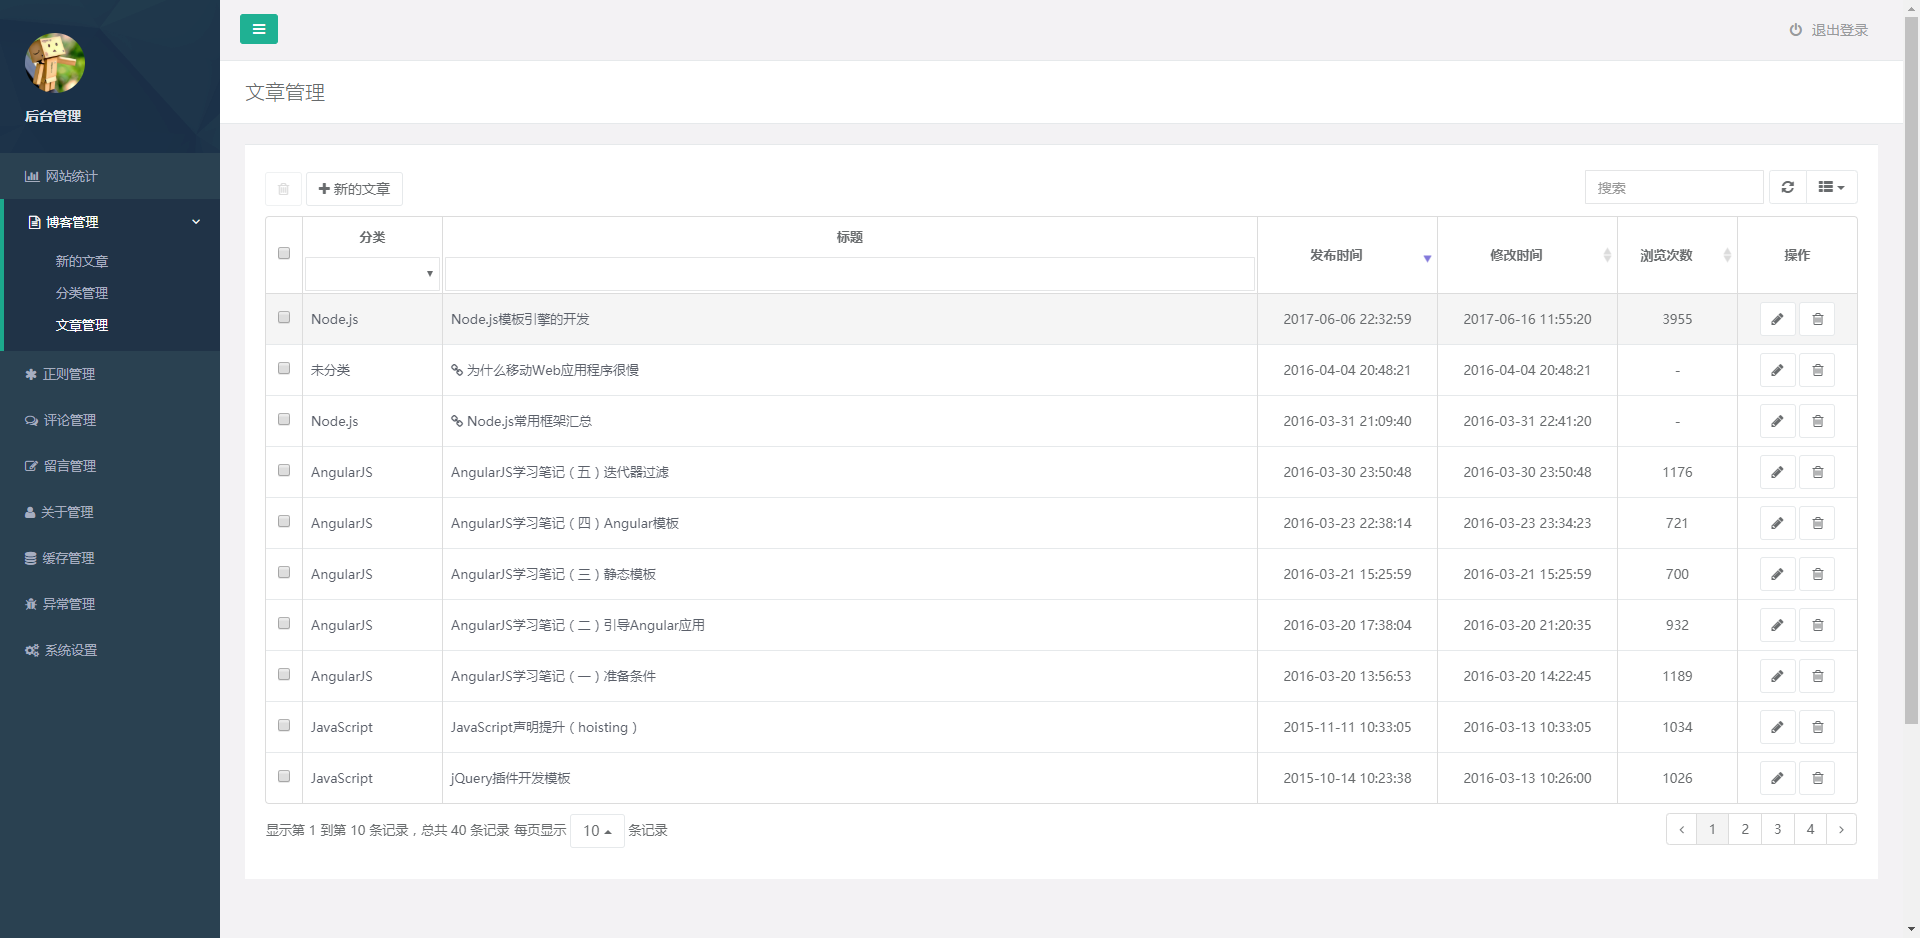 退出登录
后台管理
网站统计
博客管理
新的文章
分类管理
文章管理
正则管理
评论管理
留言管理
关于管理
缓存管理
异常管理
系统设置
文章管理
新的文章
搜索
分类 标题 发布时间 修改时间 浏览次数 操作
Node.js Node.js模板引擎的开发 2017-06-06 22:32:59 2017-06-16 11:55:20 3955
未分类 为什么移动Web应用程序很慢 2016-04-04 20:48:21 2016-04-04 20:48:21 -
Node.js Node.js常用框架汇总 2016-03-31 21:09:40 2016-03-31 22:41:20 -
AngularJS AngularJS学习笔记（五）迭代器过滤 2016-03-30 23:50:48 2016-03-30 23:50:48 1176
AngularJS AngularJS学习笔记（四）Angular模板 2016-03-23 22:38:14 2016-03-23 23:34:23 721
AngularJS AngularJS学习笔记（三）静态模板 2016-03-21 15:25:59 2016-03-21 15:25:59 700
AngularJS AngularJS学习笔记（二）引导Angular应用 2016-03-20 17:38:04 2016-03-20 21:20:35 932
AngularJS AngularJS学习笔记（一）准备条件 2016-03-20 13:56:53 2016-03-20 14:22:45 1189
JavaScript JavaScript声明提升（hoisting） 2015-11-11 10:33:05 2016-03-13 10:33:05 1034
JavaScript jQuery插件开发模板 2015-10-14 10:23:38 2016-03-13 10:26:00 1026
显示第 1 到第 10 条记录，总共 40 条记录 每页显示 10 条记录
‹ 1 2 3 4 ›